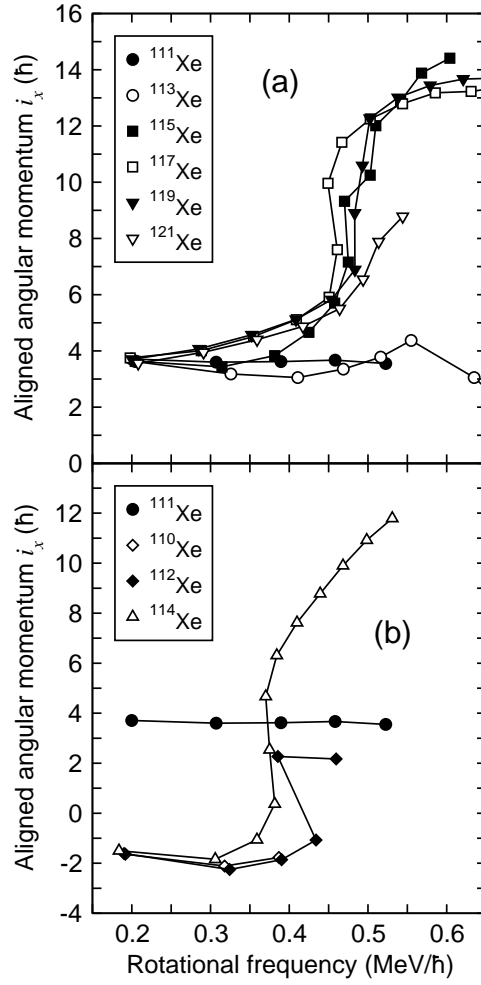 16
14
12
10
8
6
4
2
0
Aligned angular momentum iₓ (ħ)
(a)
¹¹¹Xe
¹¹³Xe
¹¹⁵Xe
¹¹⁷Xe
¹¹⁹Xe
¹²¹Xe
12
10
8
6
4
2
0
-2
-4
Aligned angular momentum iₓ (ħ)
(b)
¹¹¹Xe
¹¹⁰Xe
¹¹²Xe
¹¹⁴Xe
0.2 0.3 0.4 0.5 0.6
Rotational frequency (MeV/ħ)